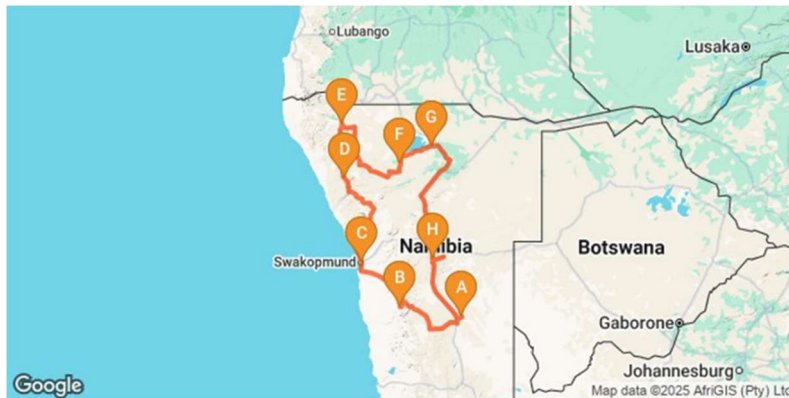 Lubango
Lusaka
E
G
F
D
H
C
Namibia
Botswana
Swakopmund
B
A
Gaborone
Johannesburg
Google
Map data ©2025 AfriGIS (Pty) Ltd